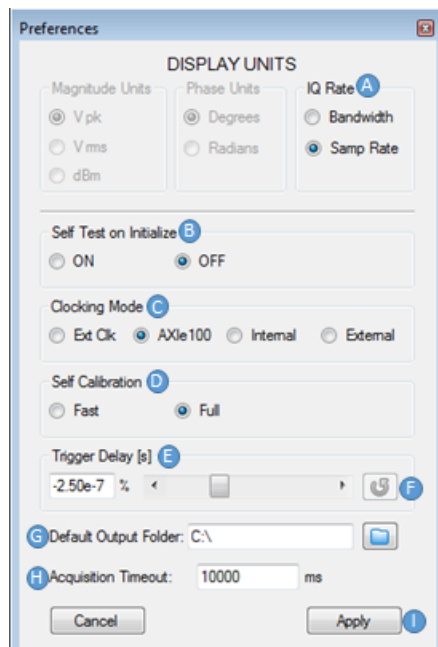 Preferences
DISPLAY UNITS
Magnitude Units
V pk
V rms
dBm
Phase Units
Degrees
Radians
IQ Rate A
Bandwidth
Samp Rate
Self Test on Initialize B
ON OFF
Clocking Mode C
Ext Clk AXIe100 Internal External
Self Calibration D
Fast Full
Trigger Delay [s] E
-2.50e-7 % F
G Default Output Folder: C:\
H Acquisition Timeout: 10000 ms
Cancel Apply I